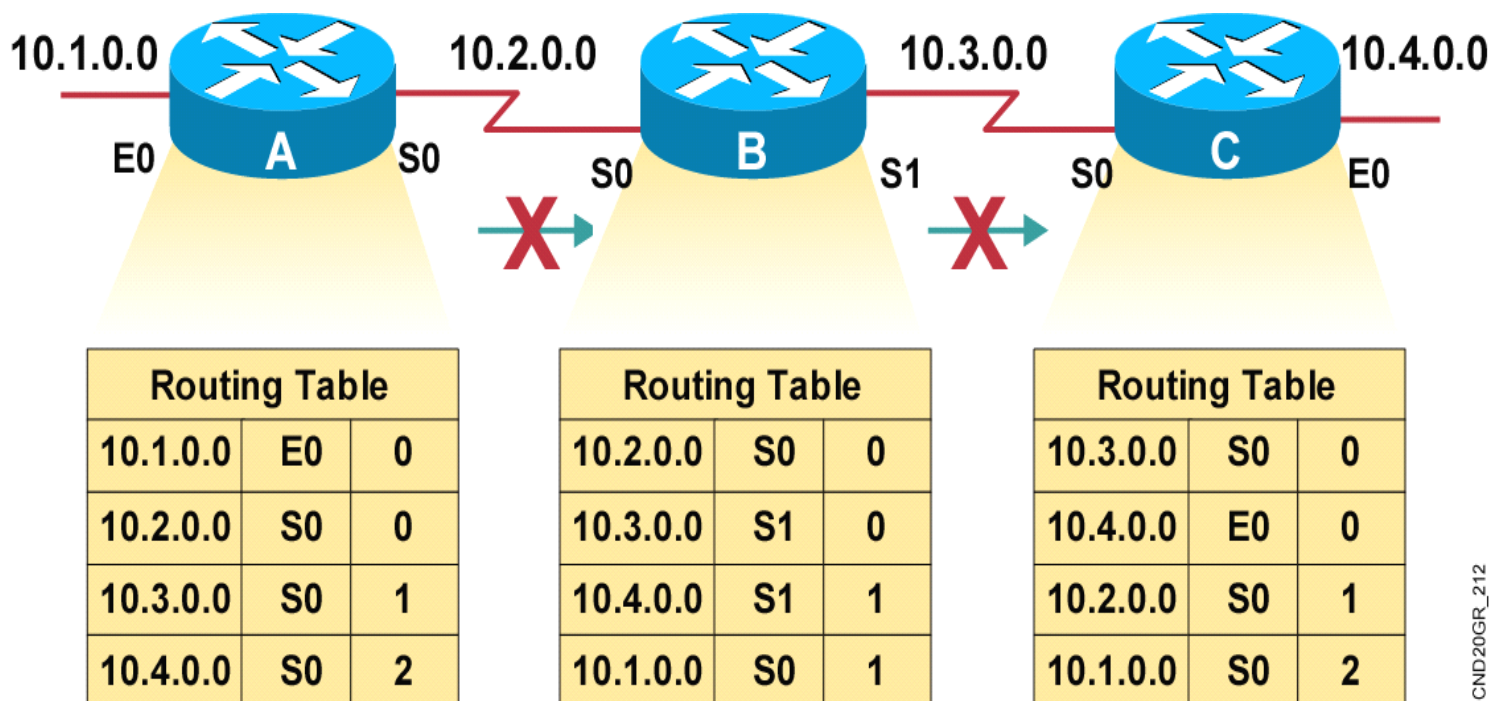 10.1.0.0 10.2.0.0 10.3.0.0 10.4.0.0
A B C
E0 S0 S0 S1 S0 E0
X X
Routing Table
10.1.0.0 E0 0
10.2.0.0 S0 0
10.3.0.0 S0 1
10.4.0.0 S0 2
Routing Table
10.2.0.0 S0 0
10.3.0.0 S1 0
10.4.0.0 S1 1
10.1.0.0 S0 1
Routing Table
10.3.0.0 S0 0
10.4.0.0 E0 0
10.2.0.0 S0 1
10.1.0.0 S0 2
CND20GR_212